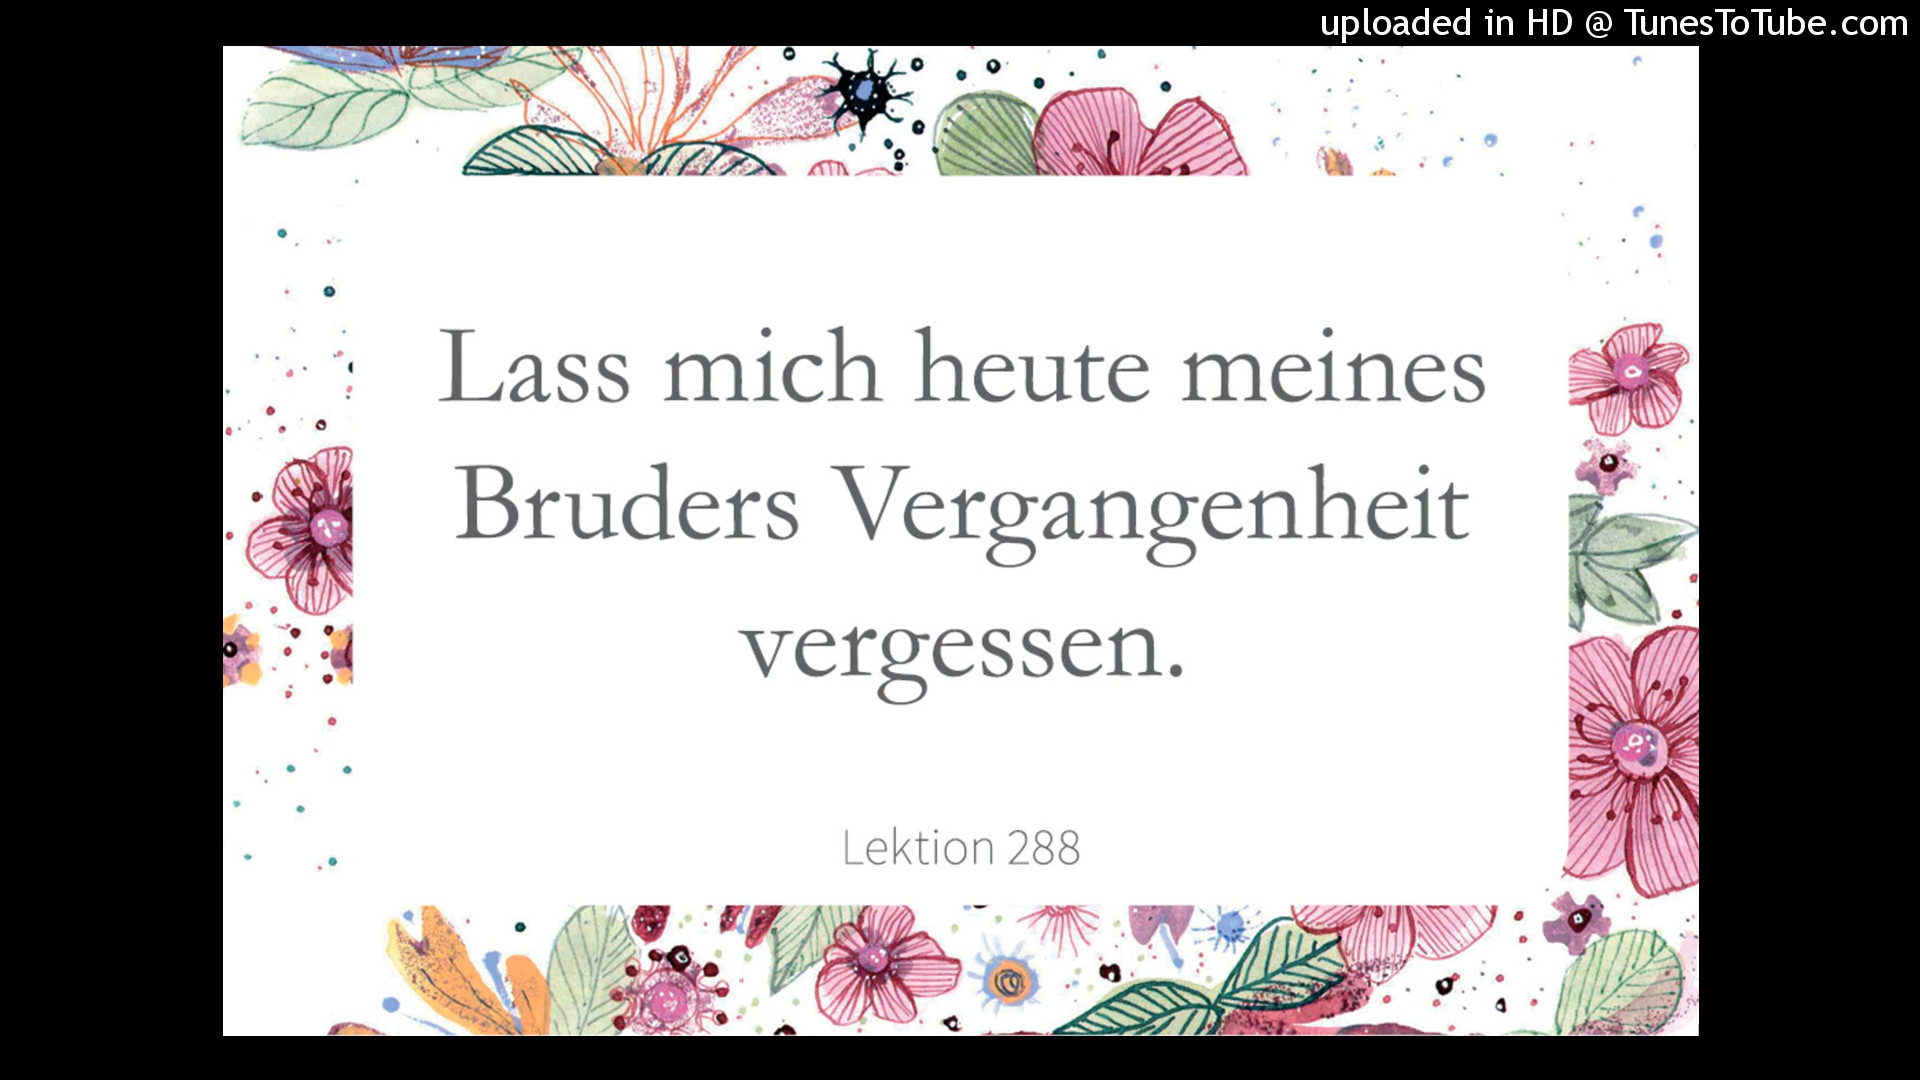 uploaded in HD @ TunesToTube.com
Lass mich heute meines
Bruders Vergangenheit
vergessen.
Lektion 288